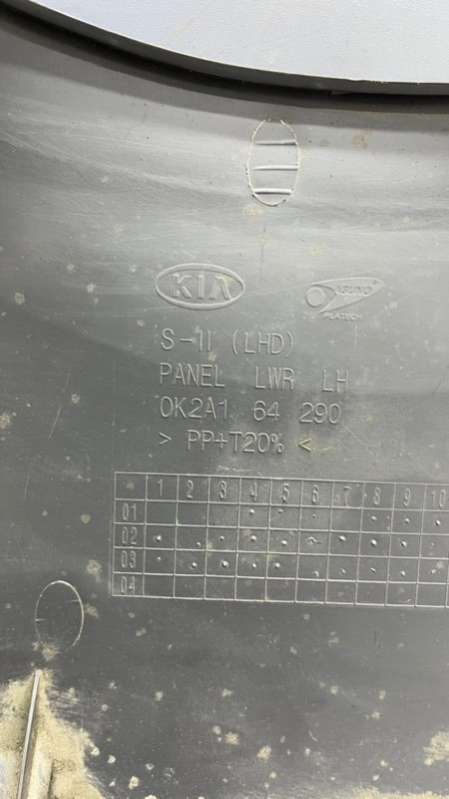 KIA
S-II (LHD)
PANEL LWR LH
0K2A1 64 290
> PP+T20% <
1 2 3 4 5 6 7 8 9 10
01
02
03
04